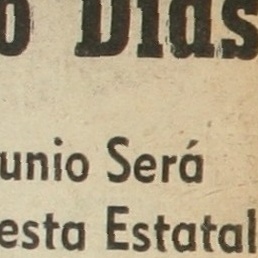 o Días
unio Será
esta Estatal